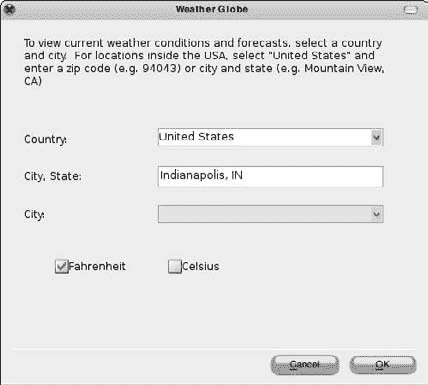 Weather Globe
To view current weather conditions and forecasts, select a country
and city. For locations inside the USA, select "United States" and
enter a zip code (e.g. 94043) or city and state (e.g. Mountain View,
CA)
Country: United States
City, State: Indianapolis, IN
City:
Fahrenheit Celsius
Cancel OK